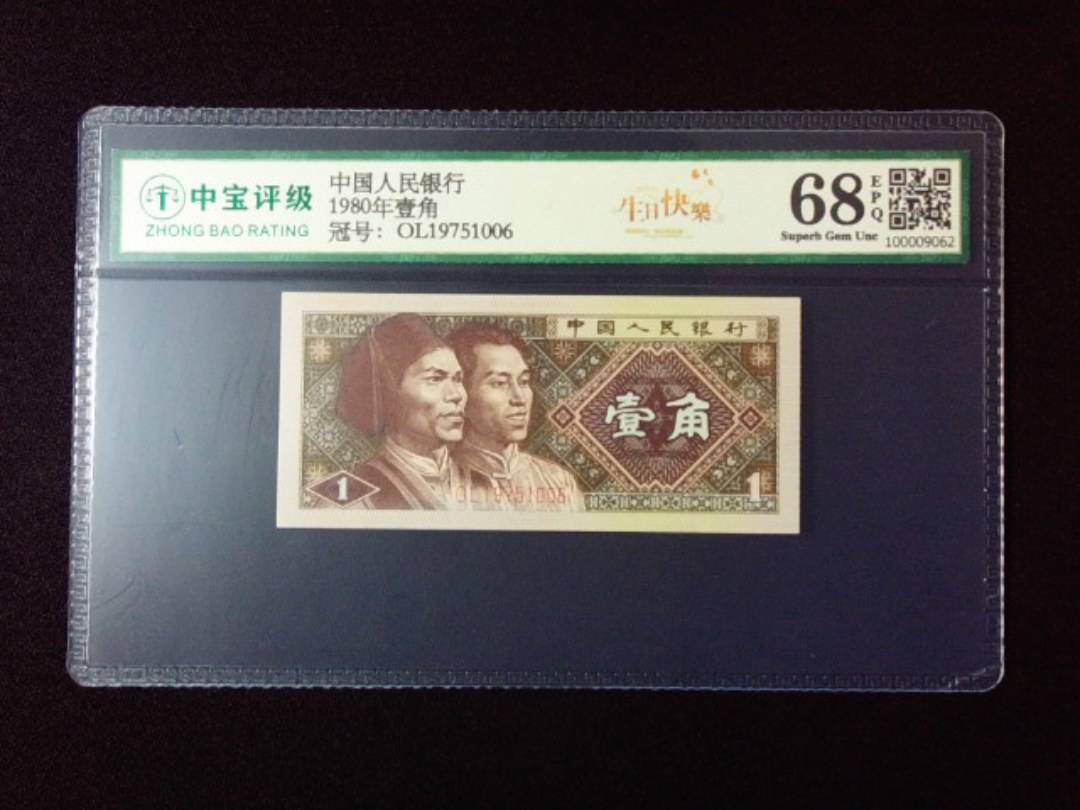 中宝评级
ZHONG BAO RATING
中国人民银行
1980年壹角
冠号：OL19751006
生日快樂
68
EPQ
Superb Gem Unc
100009062
中国人民银行
壹角
OL19751006
1
1